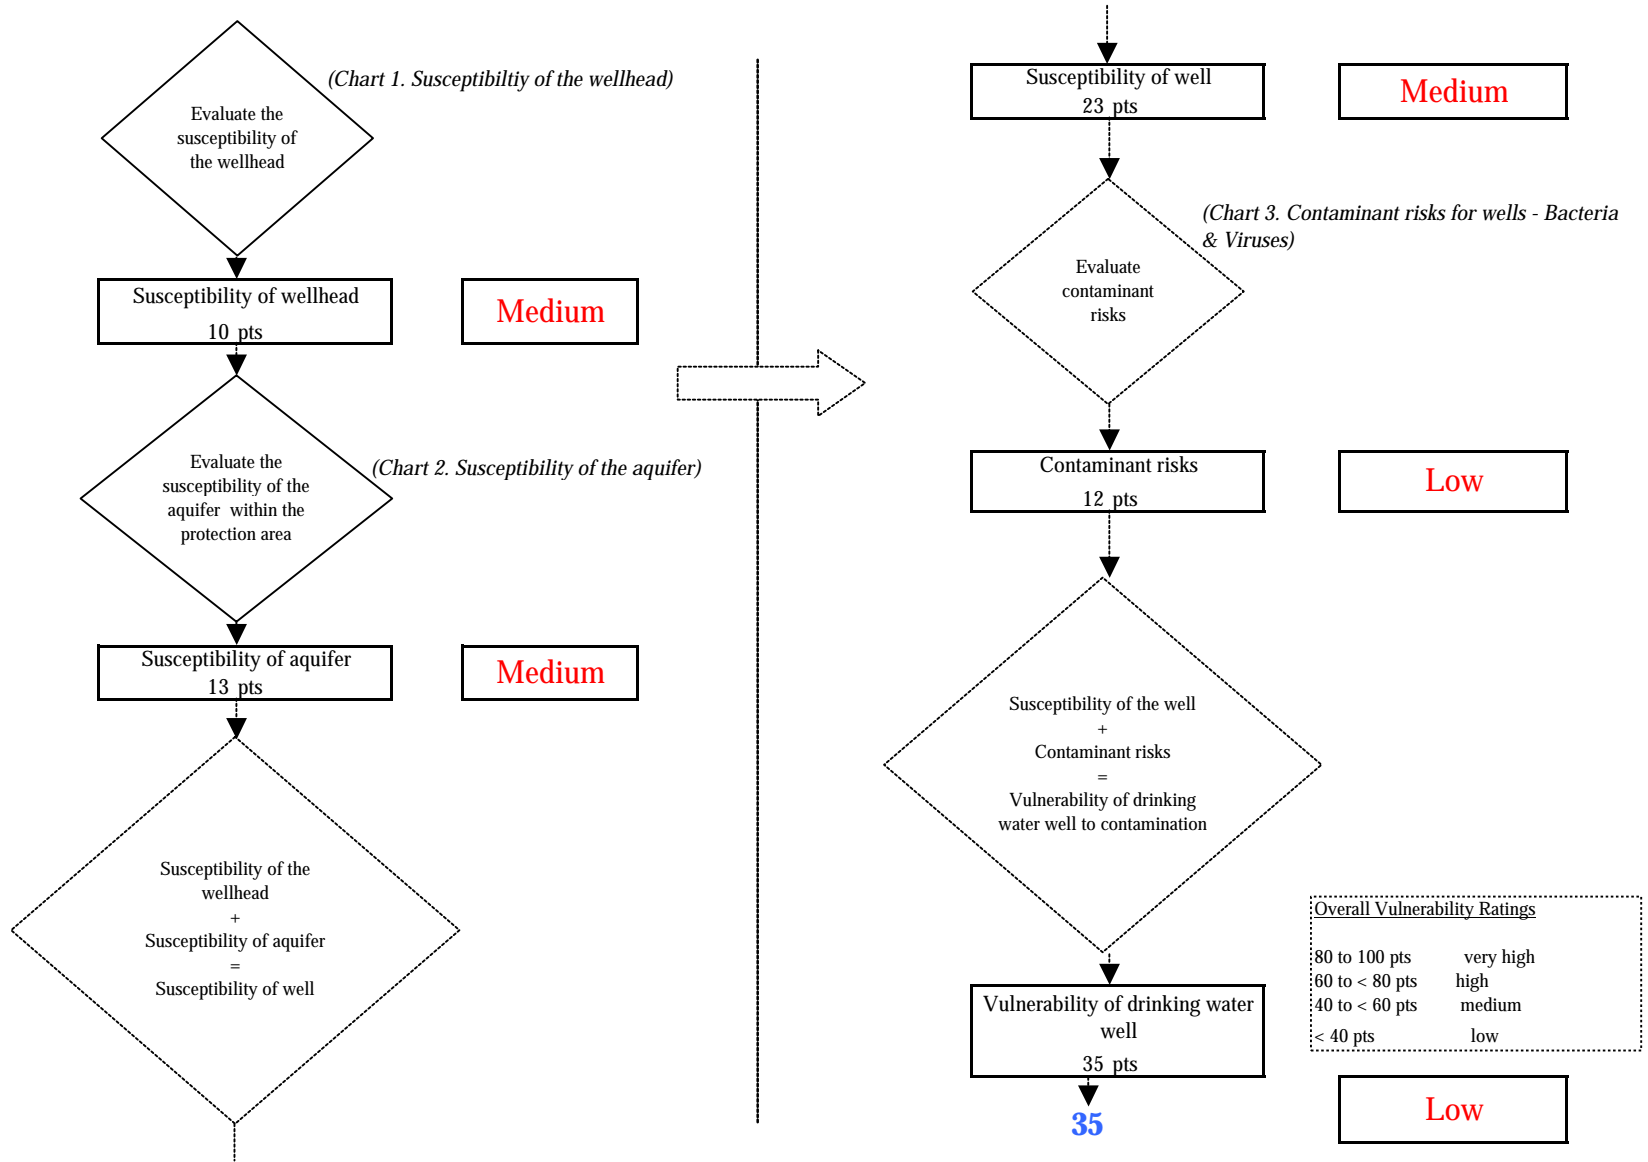 (Chart 1. Susceptibiltiy of the wellhead)
Evaluate the
susceptibility of
the wellhead
Susceptibility of wellhead
10 pts
Medium
(Chart 2. Susceptibility of the aquifer)
Evaluate the
susceptibility of the
aquifer within the
protection area
Susceptibility of aquifer
13 pts
Medium
Susceptibility of the
wellhead
+
Susceptibility of aquifer
=
Susceptibility of well
Susceptibility of well
23 pts
Medium
(Chart 3. Contaminant risks for wells - Bacteria
& Viruses)
Evaluate
contaminant
risks
Contaminant risks
12 pts
Low
Susceptibility of the well
+
Contaminant risks
=
Vulnerability of drinking
water well to contamination
Overall Vulnerability Ratings
80 to 100 pts very high
60 to < 80 pts high
40 to < 60 pts medium
< 40 pts low
Vulnerability of drinking water
well
35 pts
35
Low